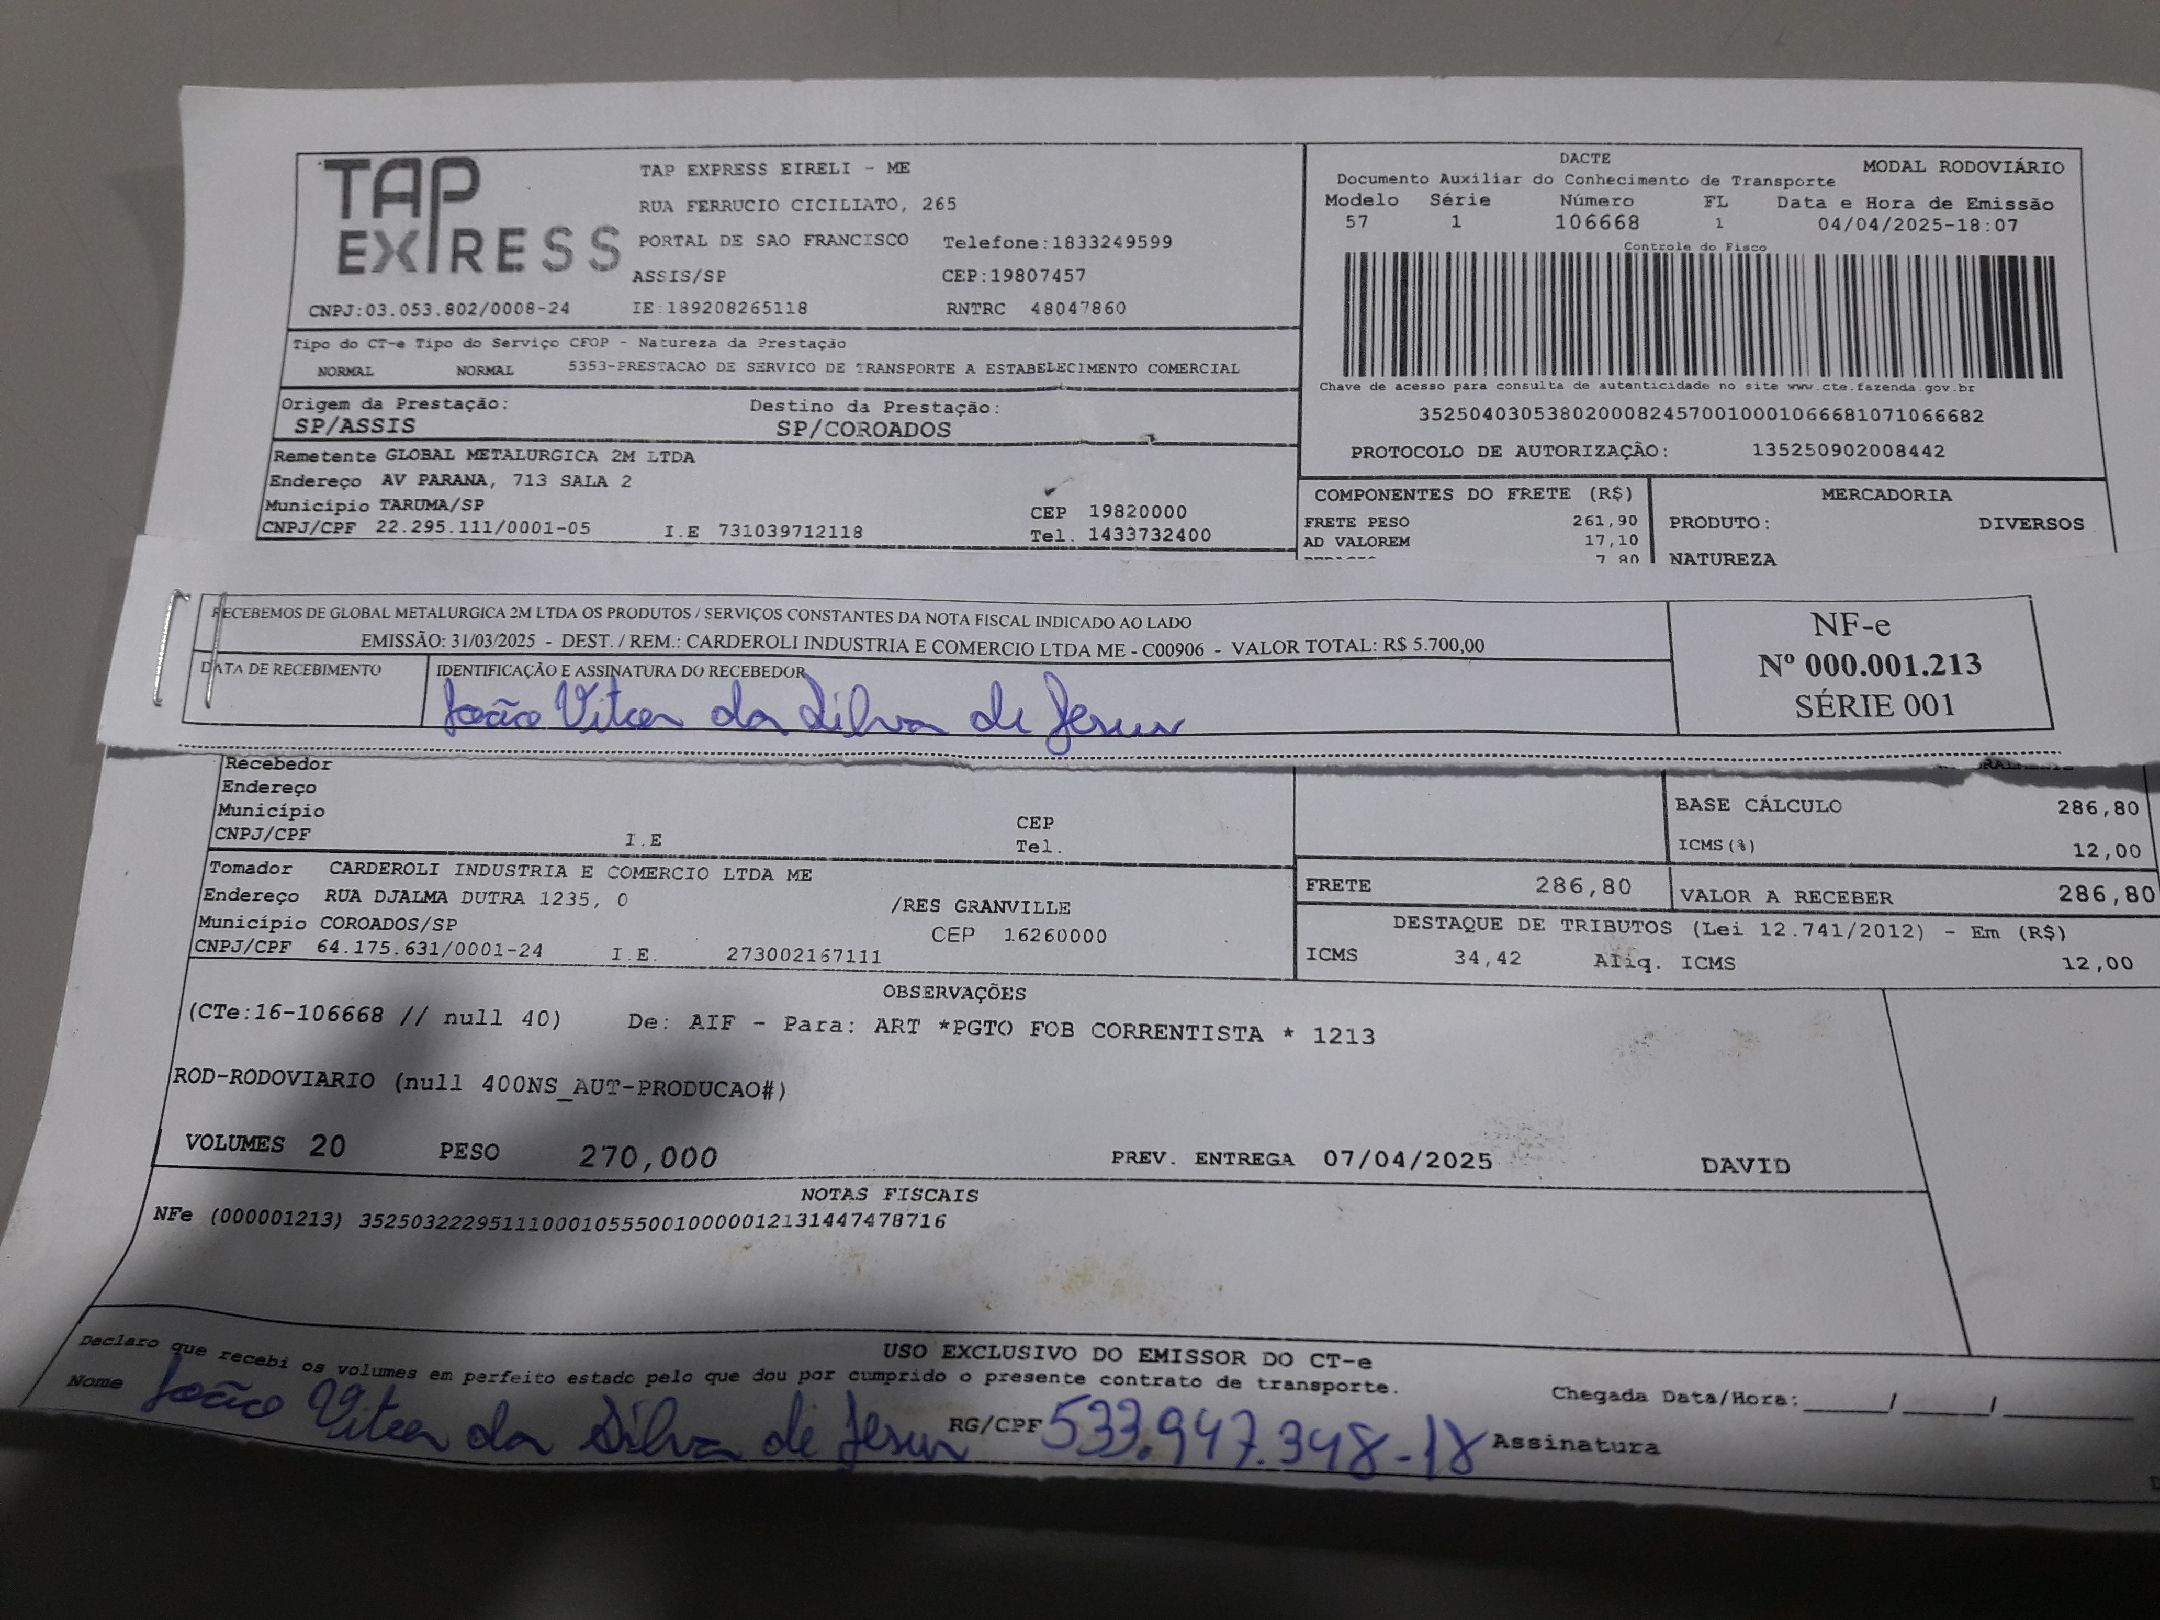 TAP EXPRESS
TAP EXPRESS EIRELI - ME
RUA FERRUCIO CICILIATO, 265
PORTAL DE SAO FRANCISCO Telefone:1833249599
ASSIS/SP CEP:19807457
CNPJ:03.053.802/0008-24 IE:189208265118 RNTRC 48047860
DACTE MODAL RODOVIÁRIO
Documento Auxiliar do Conhecimento de Transporte
Modelo Série Número FL Data e Hora de Emissão
57 1 106668 1 04/04/2025-18:07
Controle do Fisco
Chave de acesso para consulta de autenticidade no site www.cte.fazenda.gov.br
35250403053802000824570010001066681071066682
PROTOCOLO DE AUTORIZAÇÃO: 135250902008442
Tipo do CT-e Tipo do Serviço CFOP - Natureza da Prestação
NORMAL NORMAL 5353-PRESTACAO DE SERVICO DE TRANSPORTE A ESTABELECIMENTO COMERCIAL
Origem da Prestação: Destino da Prestação:
SP/ASSIS SP/COROADOS
Remetente GLOBAL METALURGICA 2M LTDA
Endereço AV PARANA, 713 SALA 2
Município TARUMA/SP CEP 19820000
CNPJ/CPF 22.295.111/0001-05 I.E 731039712118 Tel. 1433732400
COMPONENTES DO FRETE (R$) MERCADORIA
FRETE PESO 261,90 PRODUTO: DIVERSOS
AD VALOREM 17,10
7,80 NATUREZA
RECEBEMOS DE GLOBAL METALURGICA 2M LTDA OS PRODUTOS / SERVIÇOS CONSTANTES DA NOTA FISCAL INDICADO AO LADO
EMISSÃO: 31/03/2025 - DEST. / REM.: CARDEROLI INDUSTRIA E COMERCIO LTDA ME - C00906 - VALOR TOTAL: R$ 5.700,00
DATA DE RECEBIMENTO IDENTIFICAÇÃO E ASSINATURA DO RECEBEDOR
João Vitor da Silva de Jesus
NF-e
Nº 000.001.213
SÉRIE 001
Recebedor
Endereço
Município CEP
CNPJ/CPF I.E Tel.
BASE CÁLCULO 286,80
ICMS(%) 12,00
Tomador CARDEROLI INDUSTRIA E COMERCIO LTDA ME
Endereço RUA DJALMA DUTRA 1235, 0 /RES GRANVILLE
Município COROADOS/SP CEP 16260000
CNPJ/CPF 64.175.631/0001-24 I.E. 273002167111
FRETE 286,80 VALOR A RECEBER 286,80
DESTAQUE DE TRIBUTOS (Lei 12.741/2012) - Em (R$)
ICMS 34,42 Aliq. ICMS 12,00
OBSERVAÇÕES
(CTe:16-106668 // null 40) De: AIF - Para: ART *PGTO FOB CORRENTISTA * 1213
ROD-RODOVIARIO (null 400NS_AUT-PRODUCAO#)
VOLUMES 20 PESO 270,000 PREV. ENTREGA 07/04/2025 DAVID
NOTAS FISCAIS
NFe (000001213) 35250322295111000105550010000012131447478716
USO EXCLUSIVO DO EMISSOR DO CT-e
Declaro que recebi os volumes em perfeito estado pelo que dou por cumprido o presente contrato de transporte.
Chegada Data/Hora:_____/_____/_______
Nome João Vitor da Silva de Jesus RG/CPF 533.947.348-18 Assinatura